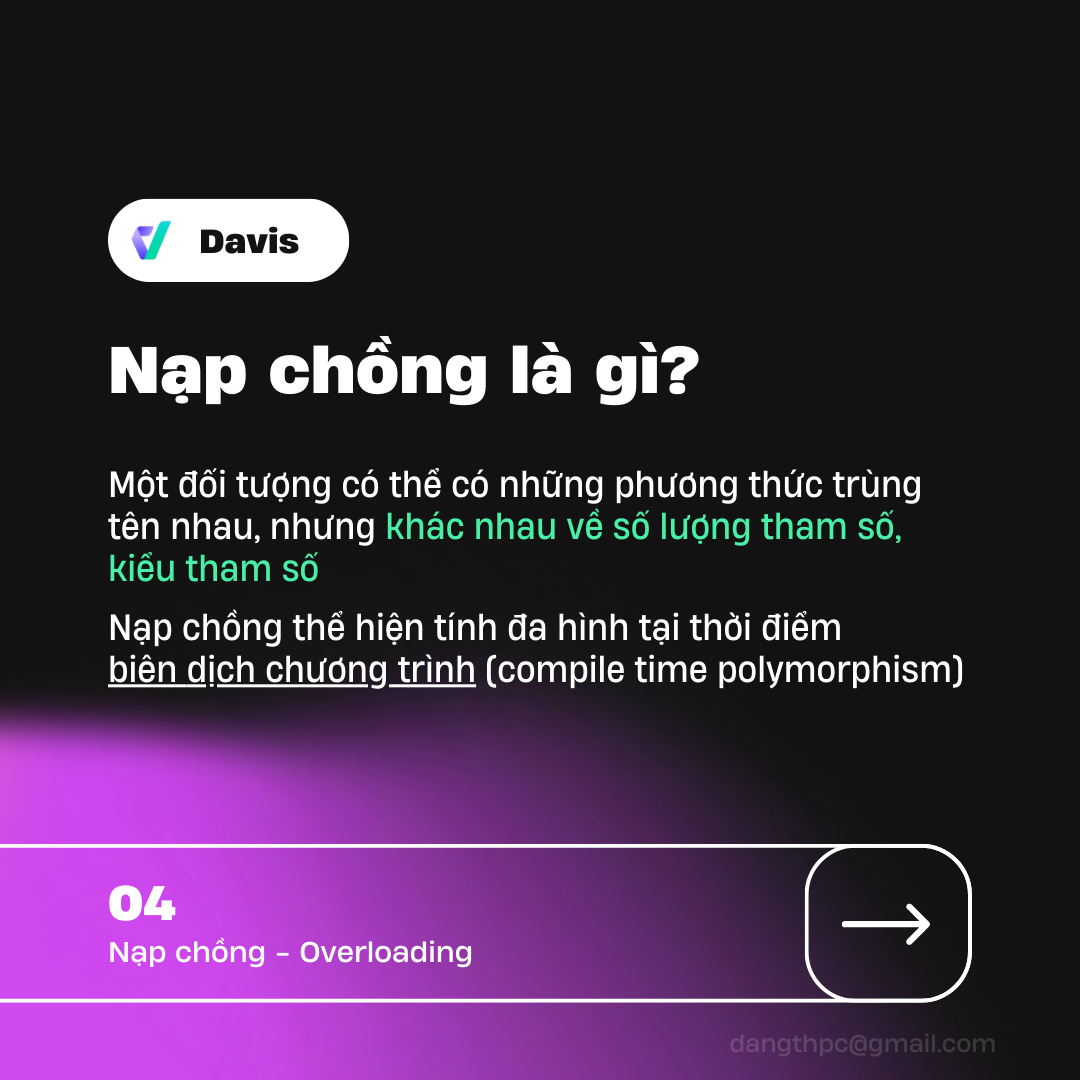 Davis
Nạp chồng là gì?
Một đối tượng có thể có những phương thức trùng
tên nhau, nhưng khác nhau về số lượng tham số,
kiểu tham số
Nạp chồng thể hiện tính đa hình tại thời điểm
biên dịch chương trình (compile time polymorphism)
04
Nạp chồng - Overloading
dangthpc@gmail.com